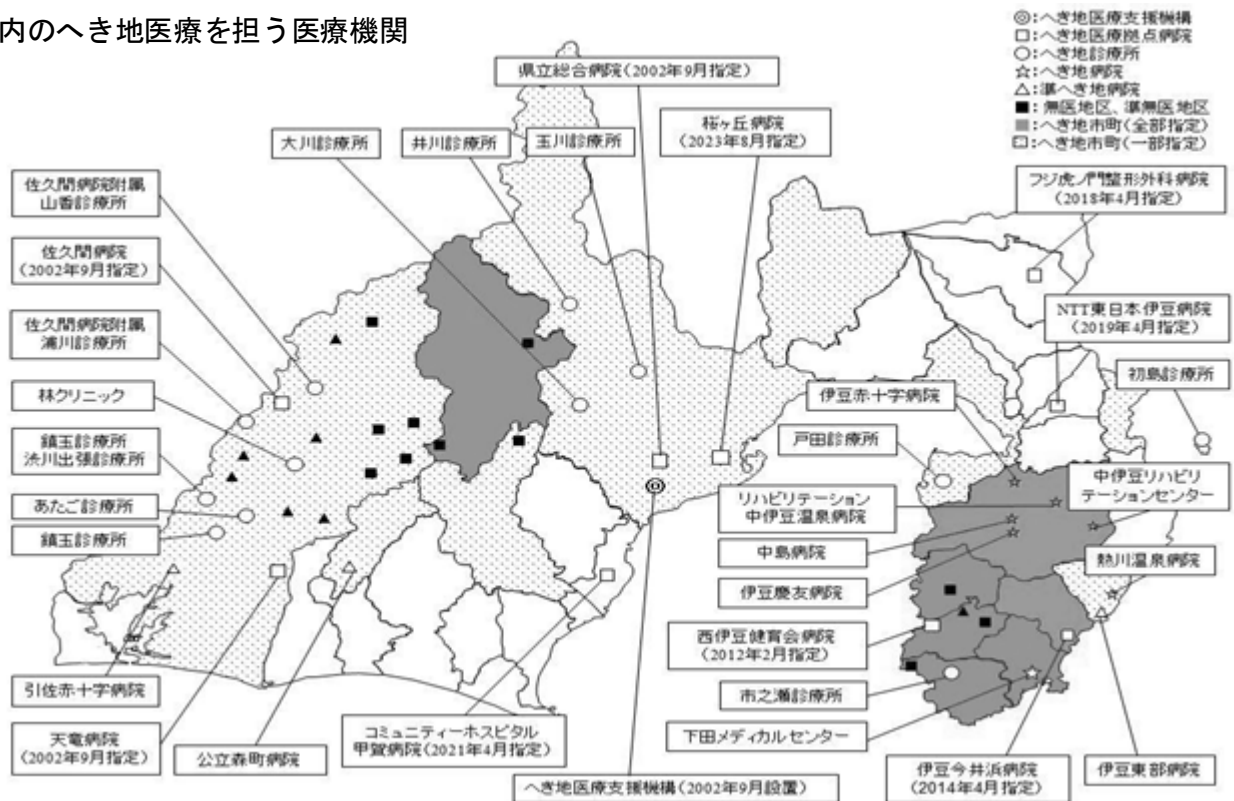 内のへき地医療を担う医療機関
◎:へき地医療支援機構
□:へき地医療拠点病院
○:へき地診療所
☆:へき地病院
△:準へき地病院
■:無医地区、準無医地区
■:へき地市町(全部指定)
□:へき地市町(一部指定)
県立総合病院(2002年9月指定)
大川診療所
井川診療所
玉川診療所
桜ヶ丘病院
(2023年8月指定)
フジ虎ノ門整形外科病院
(2018年4月指定)
佐久間病院附属
山香診療所
佐久間病院
(2002年9月指定)
佐久間病院附属
浦川診療所
林クリニック
鎮玉診療所
渋川出張診療所
あたご診療所
鎮玉診療所
NTT東日本伊豆病院
(2019年4月指定)
初島診療所
伊豆赤十字病院
戸田診療所
リハビリテーション
中伊豆温泉病院
中伊豆リハビリ
テーションセンター
中島病院
伊豆慶友病院
熱川温泉病院
西伊豆健育会病院
(2012年2月指定)
市之瀬診療所
下田メディカルセンター
引佐赤十字病院
天竜病院
(2002年9月指定)
公立森町病院
コミュニティーホスピタル
甲賀病院(2021年4月指定)
へき地医療支援機構(2002年9月設置)
伊豆今井浜病院
(2014年4月指定)
伊豆東部病院